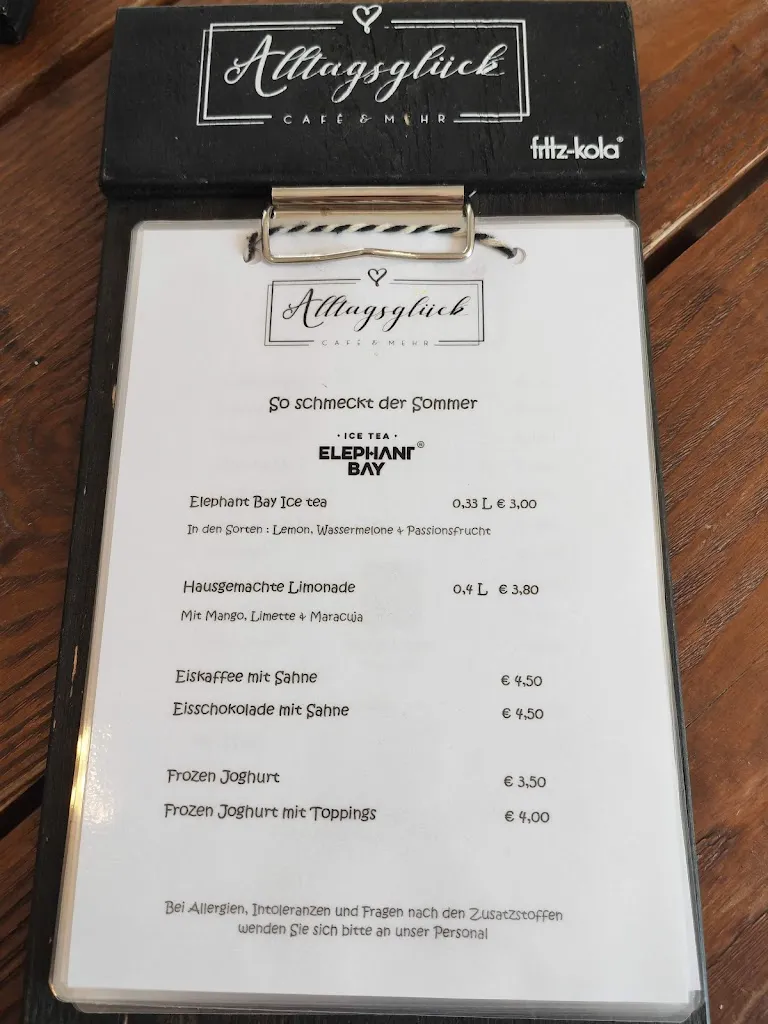 Alltagsglück
CAFÉ & MEHR
fritz-kola®
Alltagsglück
CAFÉ & MEHR
So schmeckt der Sommer
· ICE TEA ·
ELEPHANT ®
BAY
Elephant Bay Ice tea 0,33 L € 3,00
In den Sorten : Lemon, Wassermelone & Passionsfrucht
Hausgemachte Limonade 0,4 L € 3,80
Mit Mango, Limette & Maracuja
Eiskaffee mit Sahne € 4,50
Eisschokolade mit Sahne € 4,50
Frozen Joghurt € 3,50
Frozen Joghurt mit Toppings € 4,00
Bei Allergien, Intoleranzen und Fragen nach den Zusatzstoffen
wenden Sie sich bitte an unser Personal